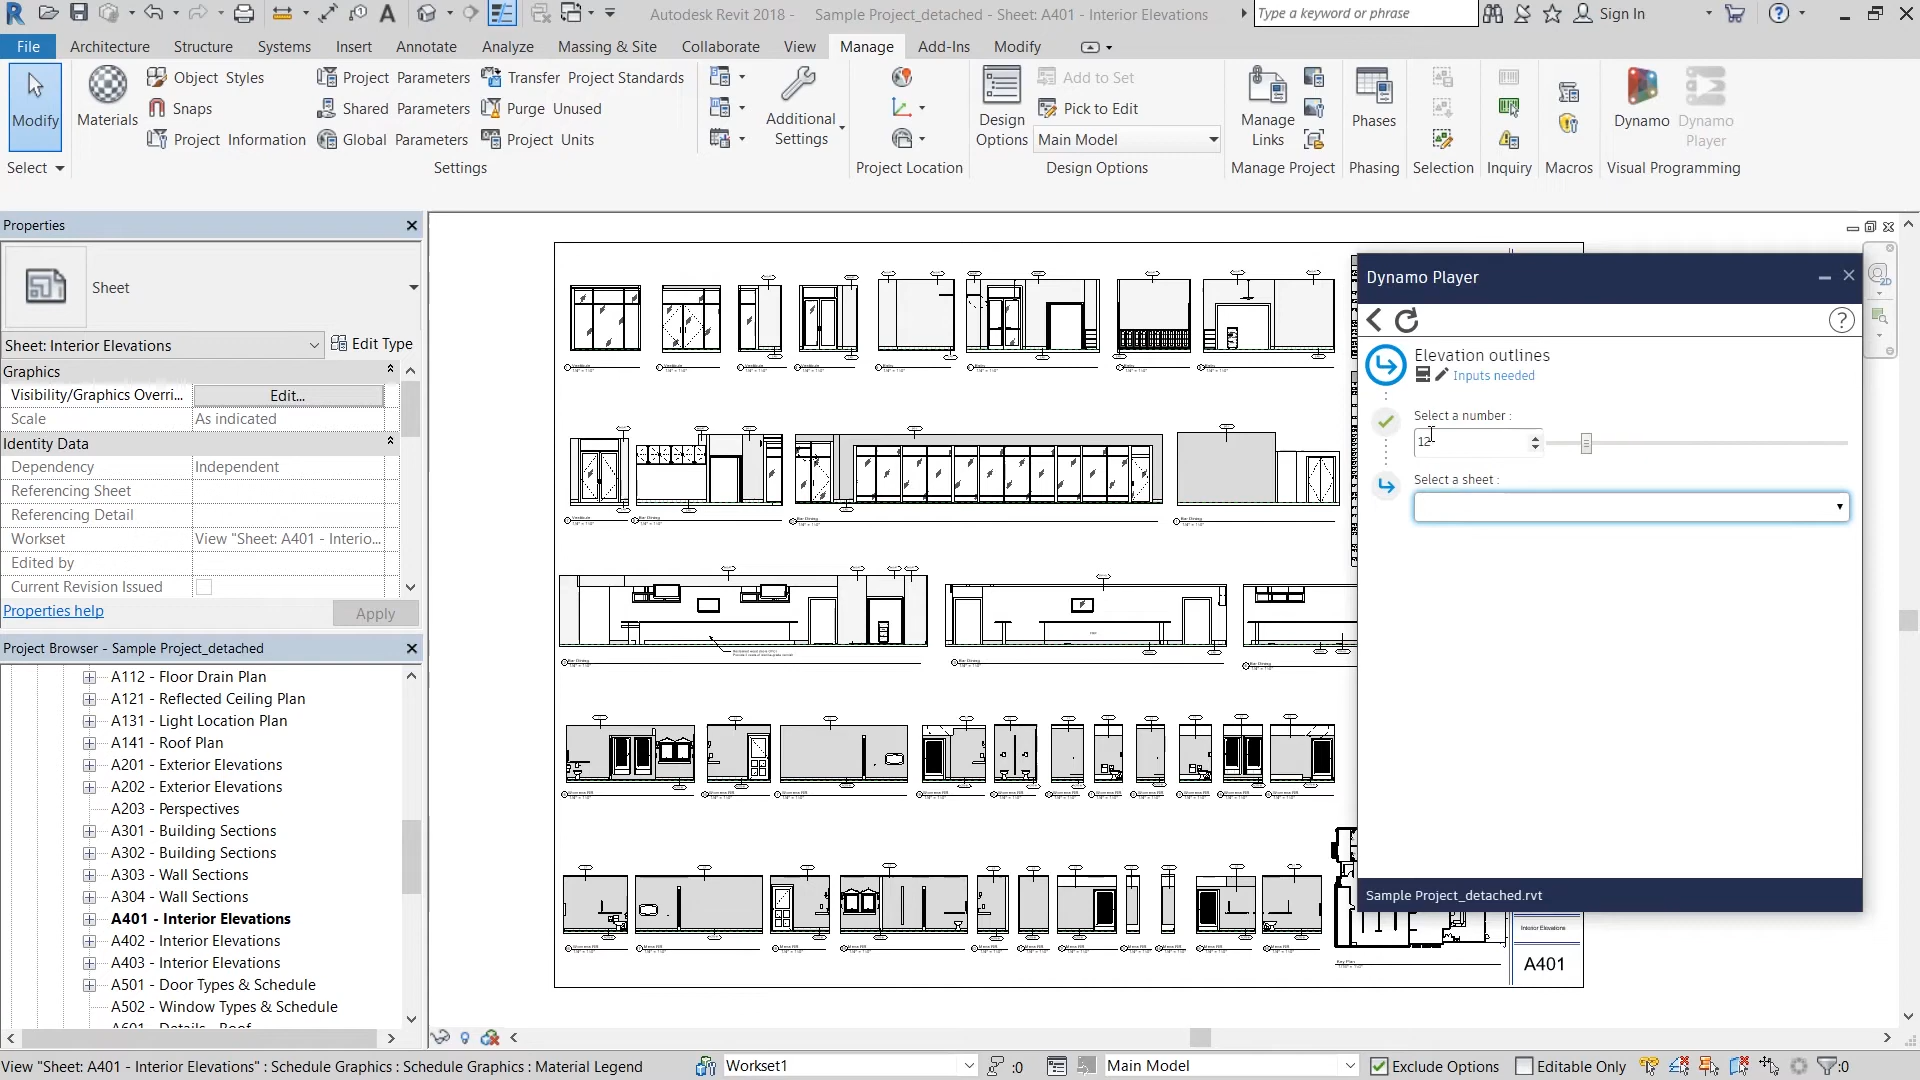 Autodesk Revit 2018 - Sample Project_detached - Sheet: A401 - Interior Elevations
Type a keyword or phrase
Sign In
File Architecture Structure Systems Insert Annotate Analyze Massing & Site Collaborate View Manage Add-Ins Modify
Modify
Select
Materials
Object Styles
Snaps
Project Information
Project Parameters
Shared Parameters
Global Parameters
Transfer Project Standards
Purge Unused
Project Units
Settings
Additional Settings
Project Location
Design Options
Add to Set
Pick to Edit
Main Model
Design Options
Manage Links
Manage Project
Phases
Phasing
Selection
Inquiry
Macros
Dynamo
Dynamo Player
Visual Programming
Properties
Sheet
Sheet: Interior Elevations
Edit Type
Graphics
Visibility/Graphics Overri... Edit...
Scale As indicated
Identity Data
Dependency Independent
Referencing Sheet
Referencing Detail
Workset View "Sheet: A401 - Interio...
Edited by
Current Revision Issued
Properties help
Apply
Project Browser - Sample Project_detached
A112 - Floor Drain Plan
A121 - Reflected Ceiling Plan
A131 - Light Location Plan
A141 - Roof Plan
A201 - Exterior Elevations
A202 - Exterior Elevations
A203 - Perspectives
A301 - Building Sections
A302 - Building Sections
A303 - Wall Sections
A304 - Wall Sections
A401 - Interior Elevations
A402 - Interior Elevations
A403 - Interior Elevations
A501 - Door Types & Schedule
A502 - Window Types & Schedule
A601 - Details - Roof
Dynamo Player
Elevation outlines
Inputs needed
Select a number :
12
Select a sheet :
Sample Project_detached.rvt
Interior Elevations
A401
View "Sheet: A401 - Interior Elevations" : Schedule Graphics : Schedule Graphics : Material Legend
Workset1
:0
Main Model
Exclude Options
Editable Only
:0